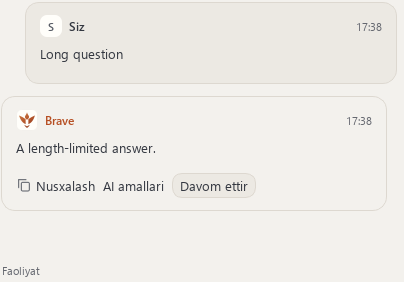 S Siz 17:38
Long question
Brave 17:38
A length-limited answer.
Nusxalash AI amallari Davom ettir
Faoliyat